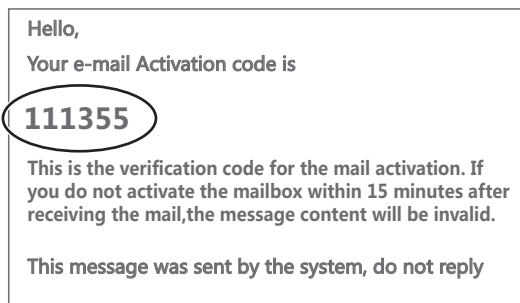 Hello,
Your e-mail Activation code is
111355
This is the verification code for the mail activation. If
you do not activate the mailbox within 15 minutes after
receiving the mail,the message content will be invalid.
This message was sent by the system, do not reply